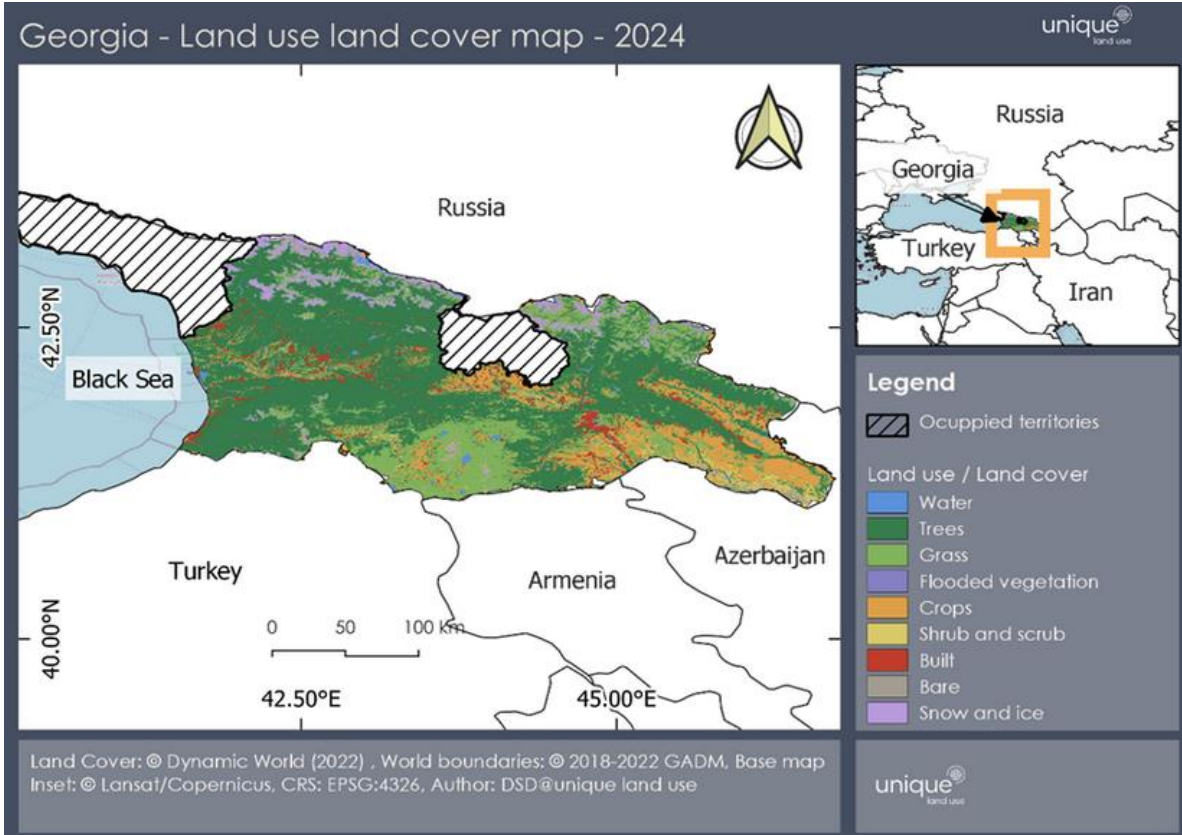 Georgia - Land use land cover map - 2024
unique
land use
Russia
42.50°N
Black Sea
Turkey
Armenia
Azerbaijan
40.00°N
0 50 100 km
42.50°E 45.00°E
Russia
Georgia
Turkey
Iran
Legend
Ocuppied territories
Land use / Land cover
Water
Trees
Grass
Flooded vegetation
Crops
Shrub and scrub
Built
Bare
Snow and ice
Land Cover: © Dynamic World (2022) , World boundaries: © 2018-2022 GADM, Base map
Inset: © Lansat/Copernicus, CRS: EPSG:4326, Author: DSD@unique land use
unique
land use